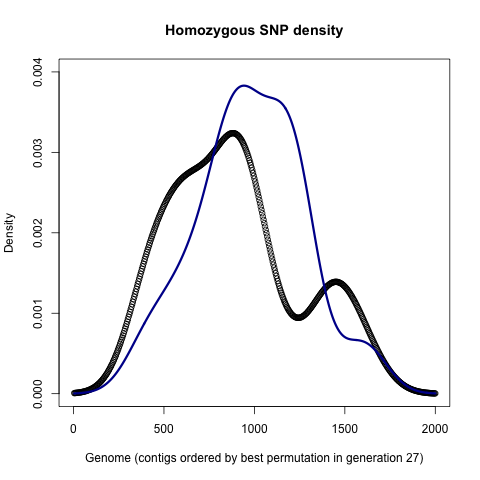 Homozygous SNP density
0.004
0.003
0.002
0.001
0.000
Density
0 500 1000 1500 2000
Genome (contigs ordered by best permutation in generation 27)